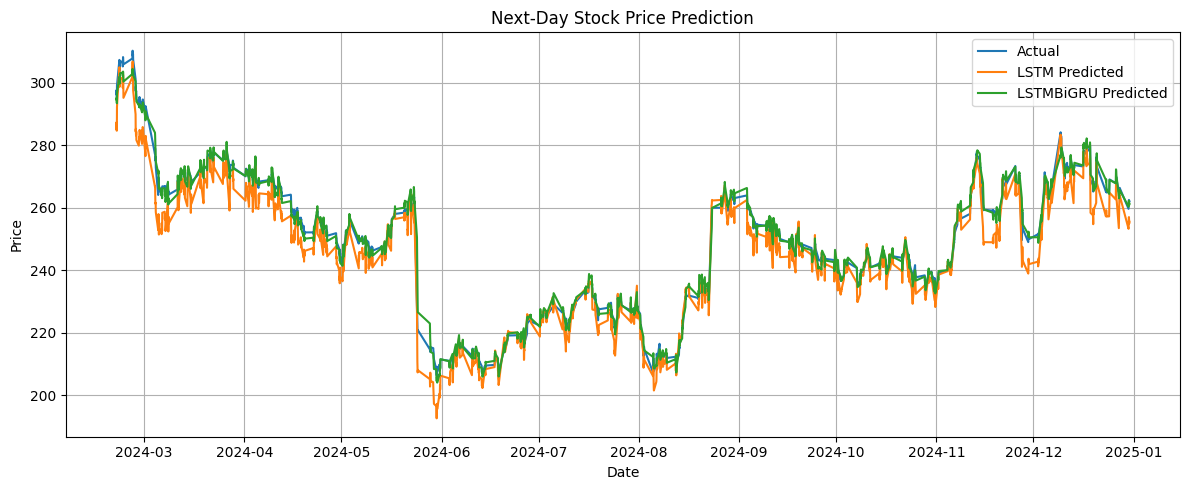 Next-Day Stock Price Prediction
Actual
LSTM Predicted
LSTMBiGRU Predicted
Price
300
280
260
240
220
200
2024-03
2024-04
2024-05
2024-06
2024-07
2024-08
2024-09
2024-10
2024-11
2024-12
2025-01
Date